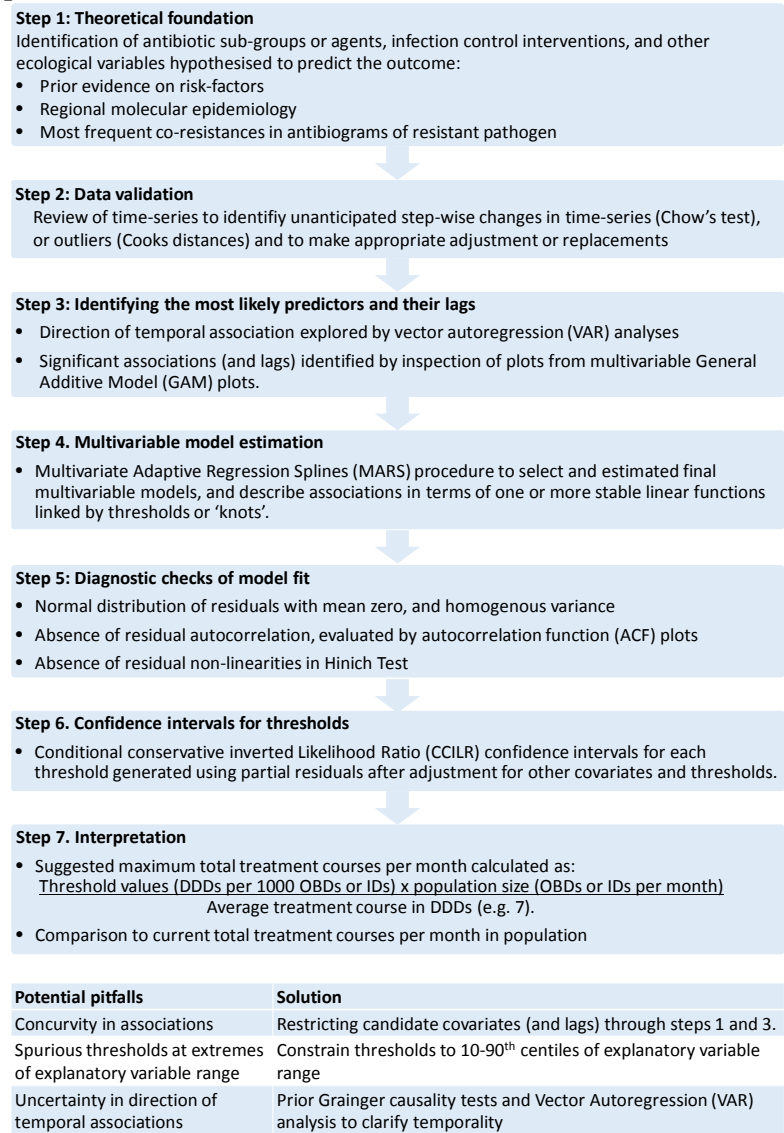 Step 1: Theoretical foundation
Identification of antibiotic sub-groups or agents, infection control interventions, and other
ecological variables hypothesised to predict the outcome:
• Prior evidence on risk-factors
• Regional molecular epidemiology
• Most frequent co-resistances in antibiograms of resistant pathogen
Step 2: Data validation
Review of time-series to identifiy unanticipated step-wise changes in time-series (Chow's test),
or outliers (Cooks distances) and to make appropriate adjustment or replacements
Step 3: Identifying the most likely predictors and their lags
• Direction of temporal association explored by vector autoregression (VAR) analyses
• Significant associations (and lags) identified by inspection of plots from multivariable General
Additive Model (GAM) plots.
Step 4. Multivariable model estimation
• Multivariate Adaptive Regression Splines (MARS) procedure to select and estimated final
multivariable models, and describe associations in terms of one or more stable linear functions
linked by thresholds or 'knots'.
Step 5: Diagnostic checks of model fit
• Normal distribution of residuals with mean zero, and homogenous variance
• Absence of residual autocorrelation, evaluated by autocorrelation function (ACF) plots
• Absence of residual non-linearities in Hinich Test
Step 6. Confidence intervals for thresholds
• Conditional conservative inverted Likelihood Ratio (CCILR) confidence intervals for each
threshold generated using partial residuals after adjustment for other covariates and thresholds.
Step 7. Interpretation
• Suggested maximum total treatment courses per month calculated as:
Threshold values (DDDs per 1000 OBDs or IDs) x population size (OBDs or IDs per month)
Average treatment course in DDDs (e.g. 7).
• Comparison to current total treatment courses per month in population
Potential pitfalls Solution
Concurvity in associations Restricting candidate covariates (and lags) through steps 1 and 3.
Spurious thresholds at extremes Constrain thresholds to 10-90th centiles of explanatory variable
of explanatory variable range range
Uncertainty in direction of Prior Grainger causality tests and Vector Autoregression (VAR)
temporal associations analysis to clarify temporality